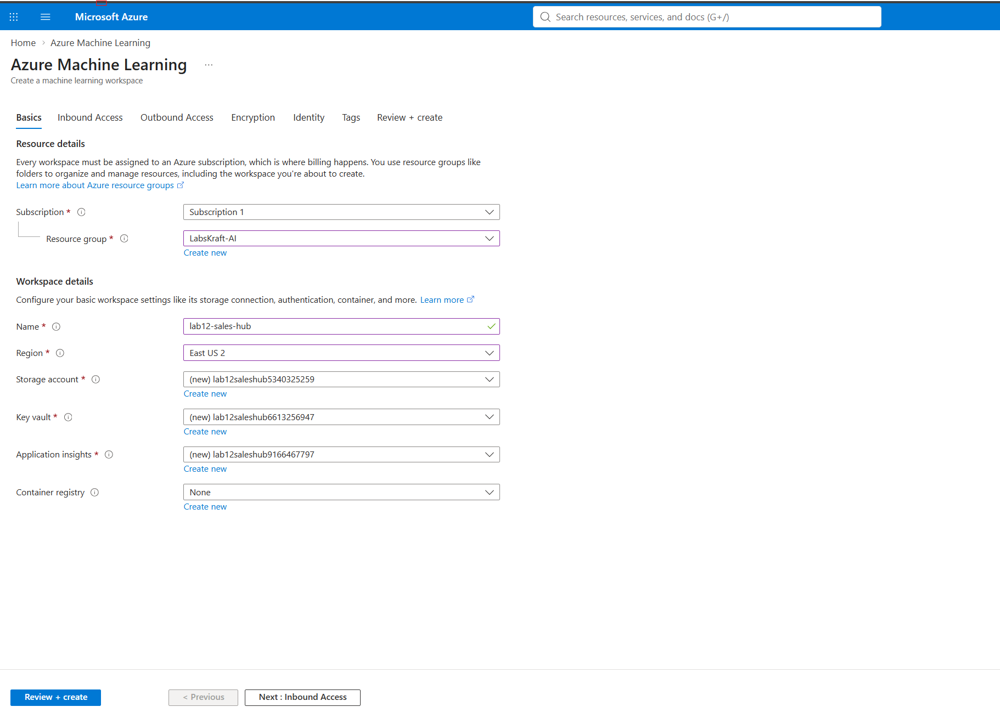 Microsoft Azure
Search resources, services, and docs (G+/)
Home > Azure Machine Learning
Azure Machine Learning ...
Create a machine learning workspace
Basics Inbound Access Outbound Access Encryption Identity Tags Review + create
Resource details
Every workspace must be assigned to an Azure subscription, which is where billing happens. You use resource groups like
folders to organize and manage resources, including the workspace you're about to create.
Learn more about Azure resource groups
Subscription * Subscription 1
Resource group * LabsKraft-AI
Create new
Workspace details
Configure your basic workspace settings like its storage connection, authentication, container, and more. Learn more
Name * lab12-sales-hub
Region * East US 2
Storage account * (new) lab12saleshub5340325259
Create new
Key vault * (new) lab12saleshub6613256947
Create new
Application insights * (new) lab12saleshub9166467797
Create new
Container registry None
Create new
Review + create < Previous Next : Inbound Access